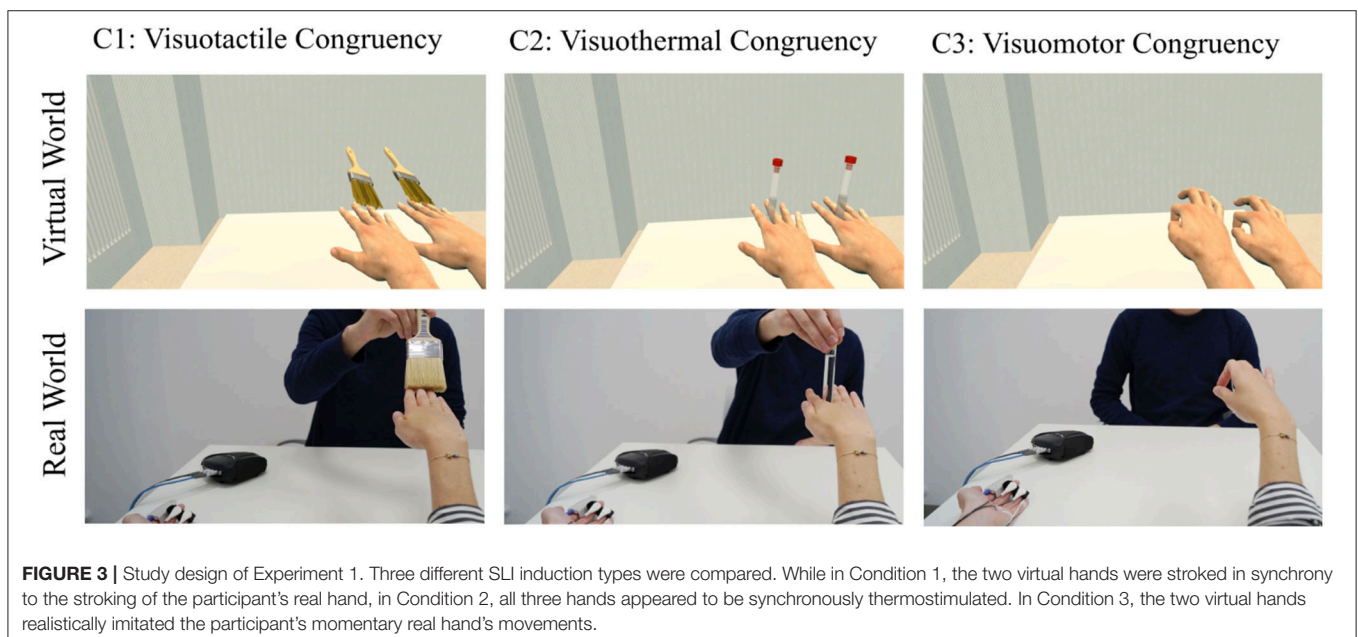 C1: Visuotactile Congruency
C2: Visuothermal Congruency
C3: Visuomotor Congruency
Virtual World
Real World
FIGURE 3 | Study design of Experiment 1. Three different SLI induction types were compared. While in Condition 1, the two virtual hands were stroked in synchrony
to the stroking of the participant's real hand, in Condition 2, all three hands appeared to be synchronously thermostimulated. In Condition 3, the two virtual hands
realistically imitated the participant's momentary real hand's movements.